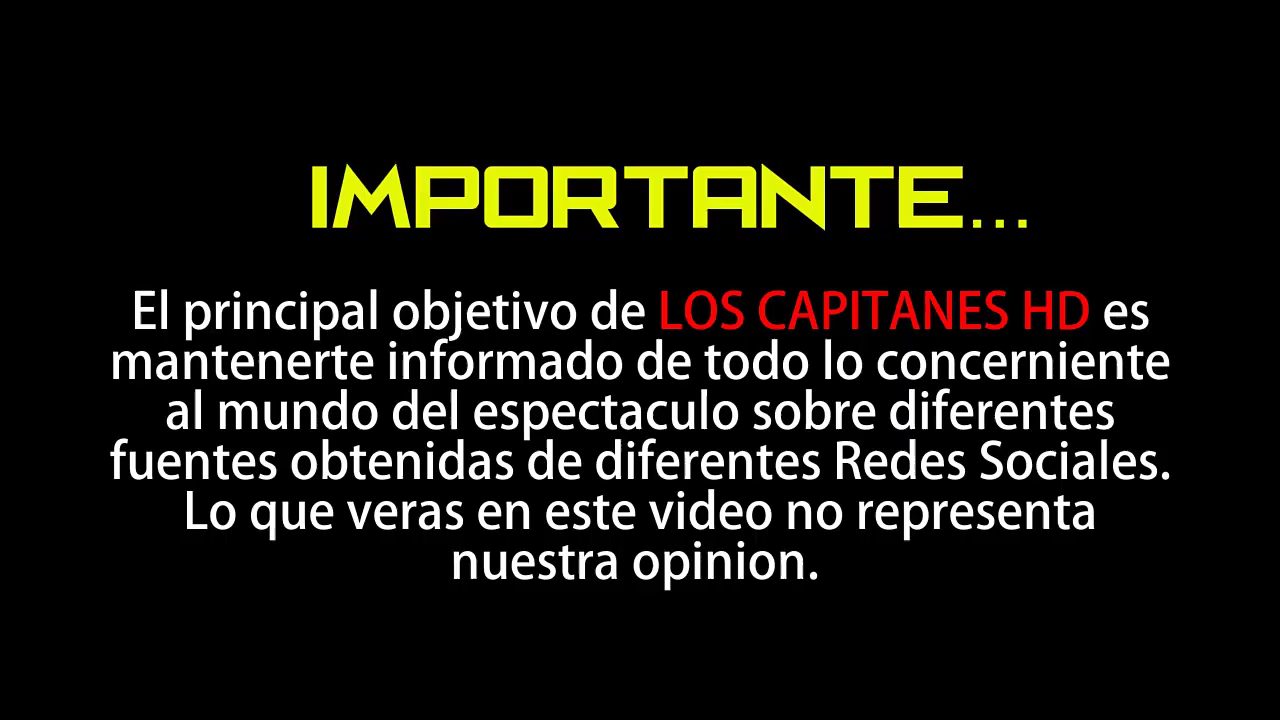 IMPORTANTE...
El principal objetivo de LOS CAPITANES HD es
mantenerte informado de todo lo concerniente
al mundo del espectaculo sobre diferentes
fuentes obtenidas de diferentes Redes Sociales.
Lo que veras en este video no representa
nuestra opinion.